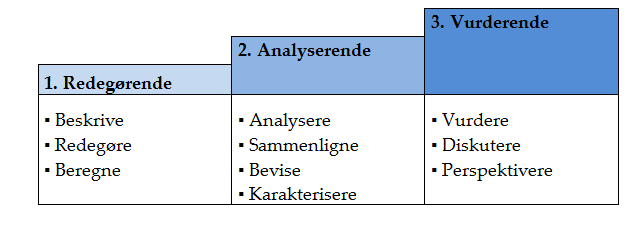 1. Redegørende
▪ Beskrive
▪ Redegøre
▪ Beregne
2. Analyserende
▪ Analysere
▪ Sammenligne
▪ Bevise
▪ Karakterisere
3. Vurderende
▪ Vurdere
▪ Diskutere
▪ Perspektivere